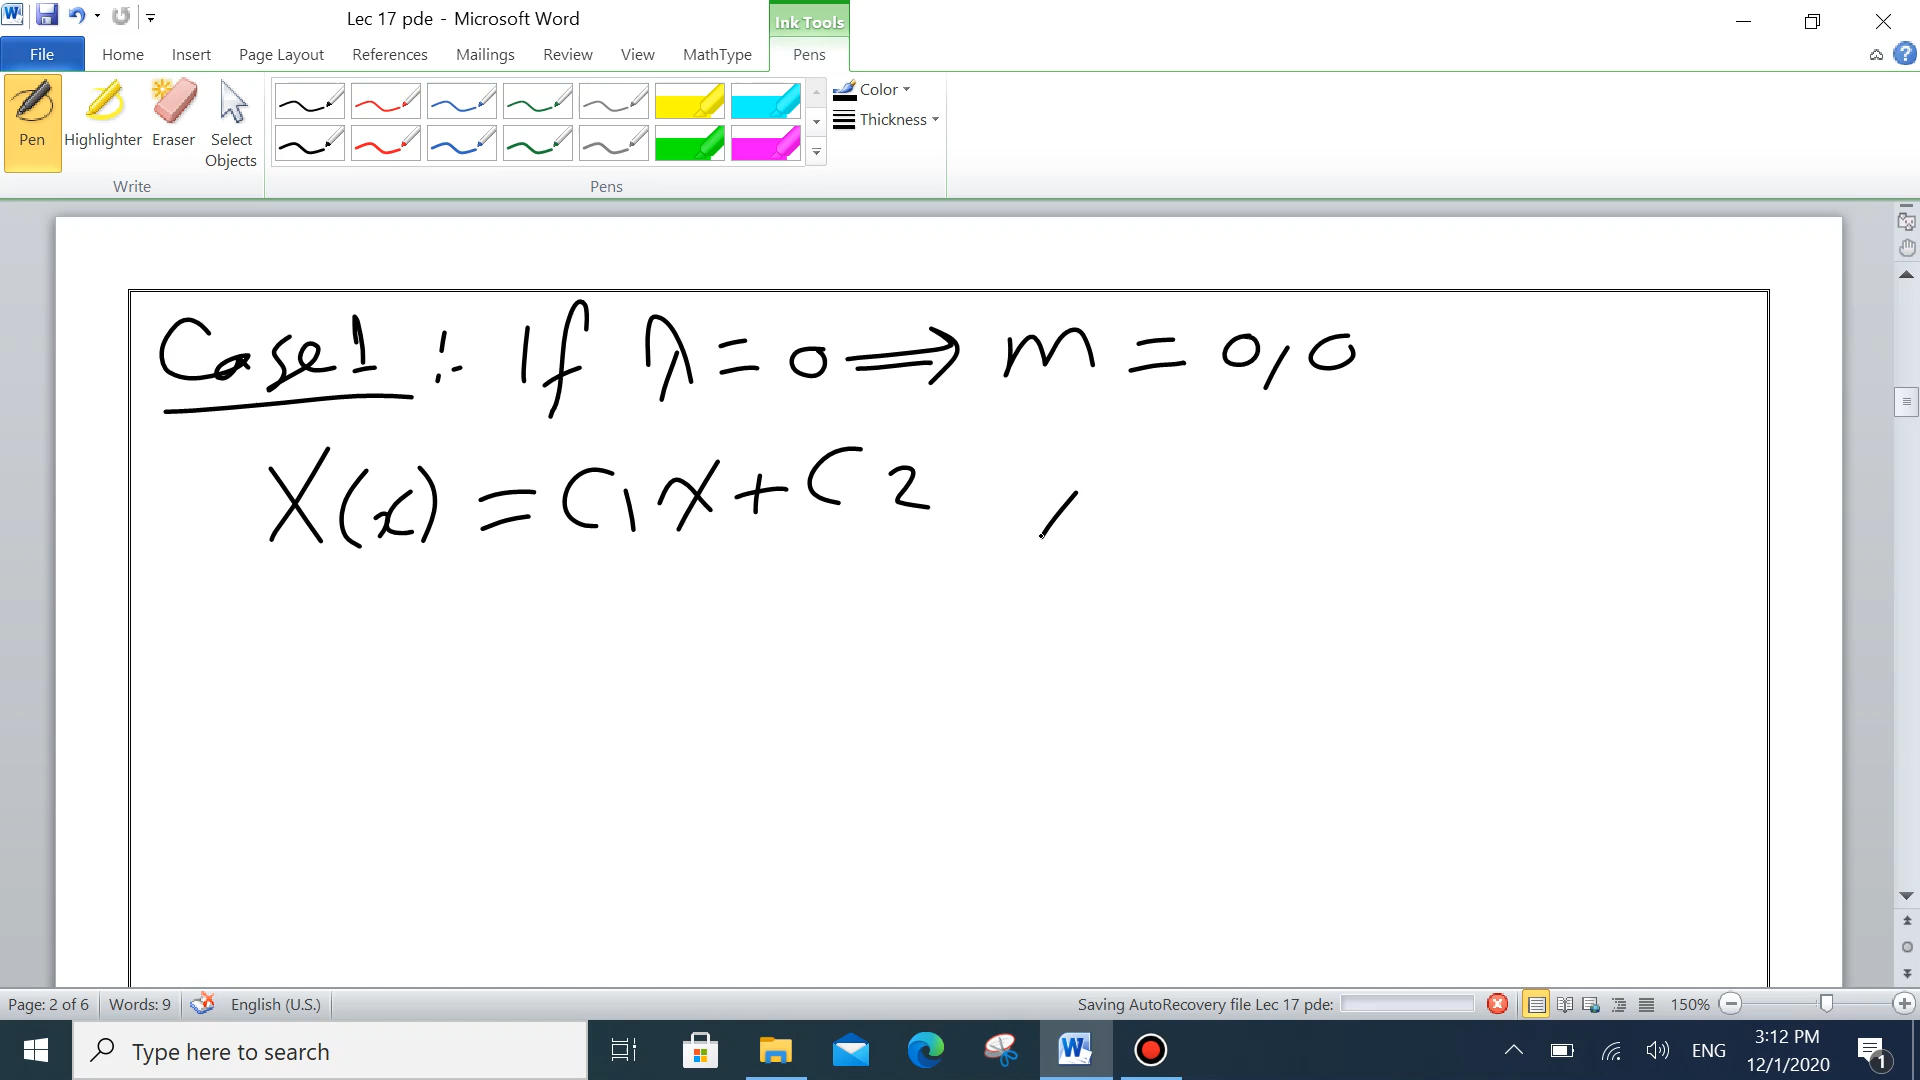 Lec 17 pde - Microsoft Word
Ink Tools
File Home Insert Page Layout References Mailings Review View MathType Pens
Pen Highlighter Eraser Select Objects
Color
Thickness
Write Pens
Case1 :- If λ = 0 ⟹ m = 0,0
X(x) = C1 x + C2 ,
Page: 2 of 6 Words: 9 English (U.S.) Saving AutoRecovery file Lec 17 pde: 150%
Type here to search
ENG
3:12 PM
12/1/2020
1